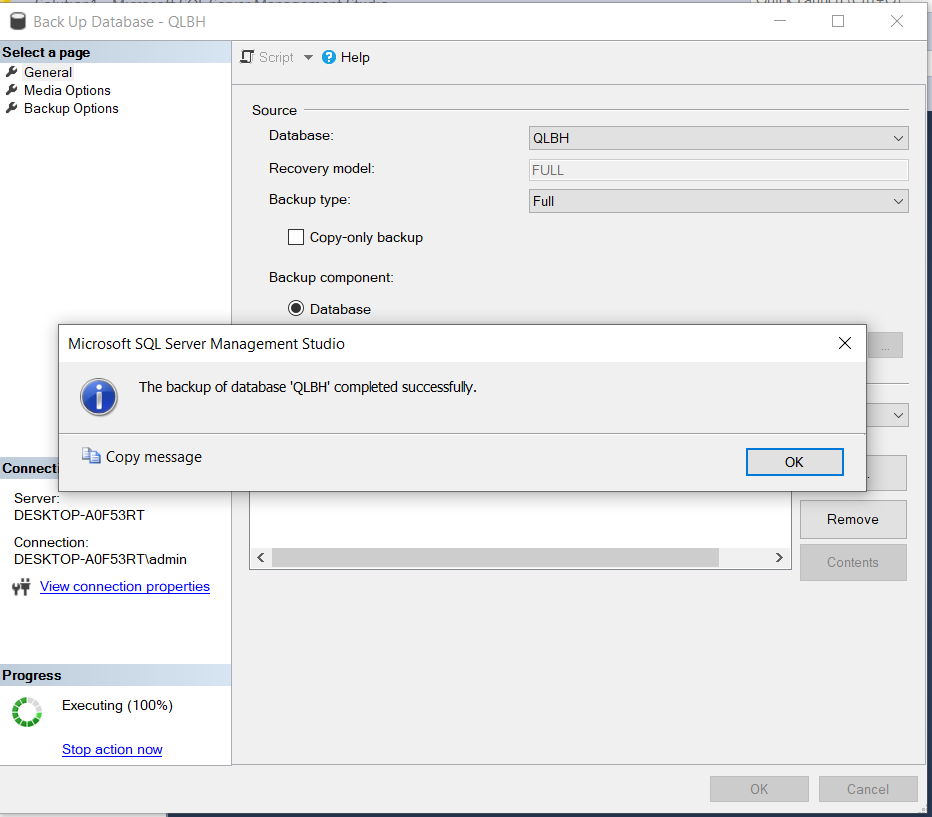 Back Up Database - QLBH
Select a page
General
Media Options
Backup Options
Script
Help
Source
Database:
QLBH
Recovery model:
FULL
Backup type:
Full
Copy-only backup
Backup component:
Database
...
Microsoft SQL Server Management Studio
The backup of database 'QLBH' completed successfully.
Copy message
OK
Connecti
Server:
DESKTOP-A0F53RT
Connection:
DESKTOP-A0F53RT\admin
View connection properties
Remove
Contents
Progress
Executing (100%)
Stop action now
OK
Cancel